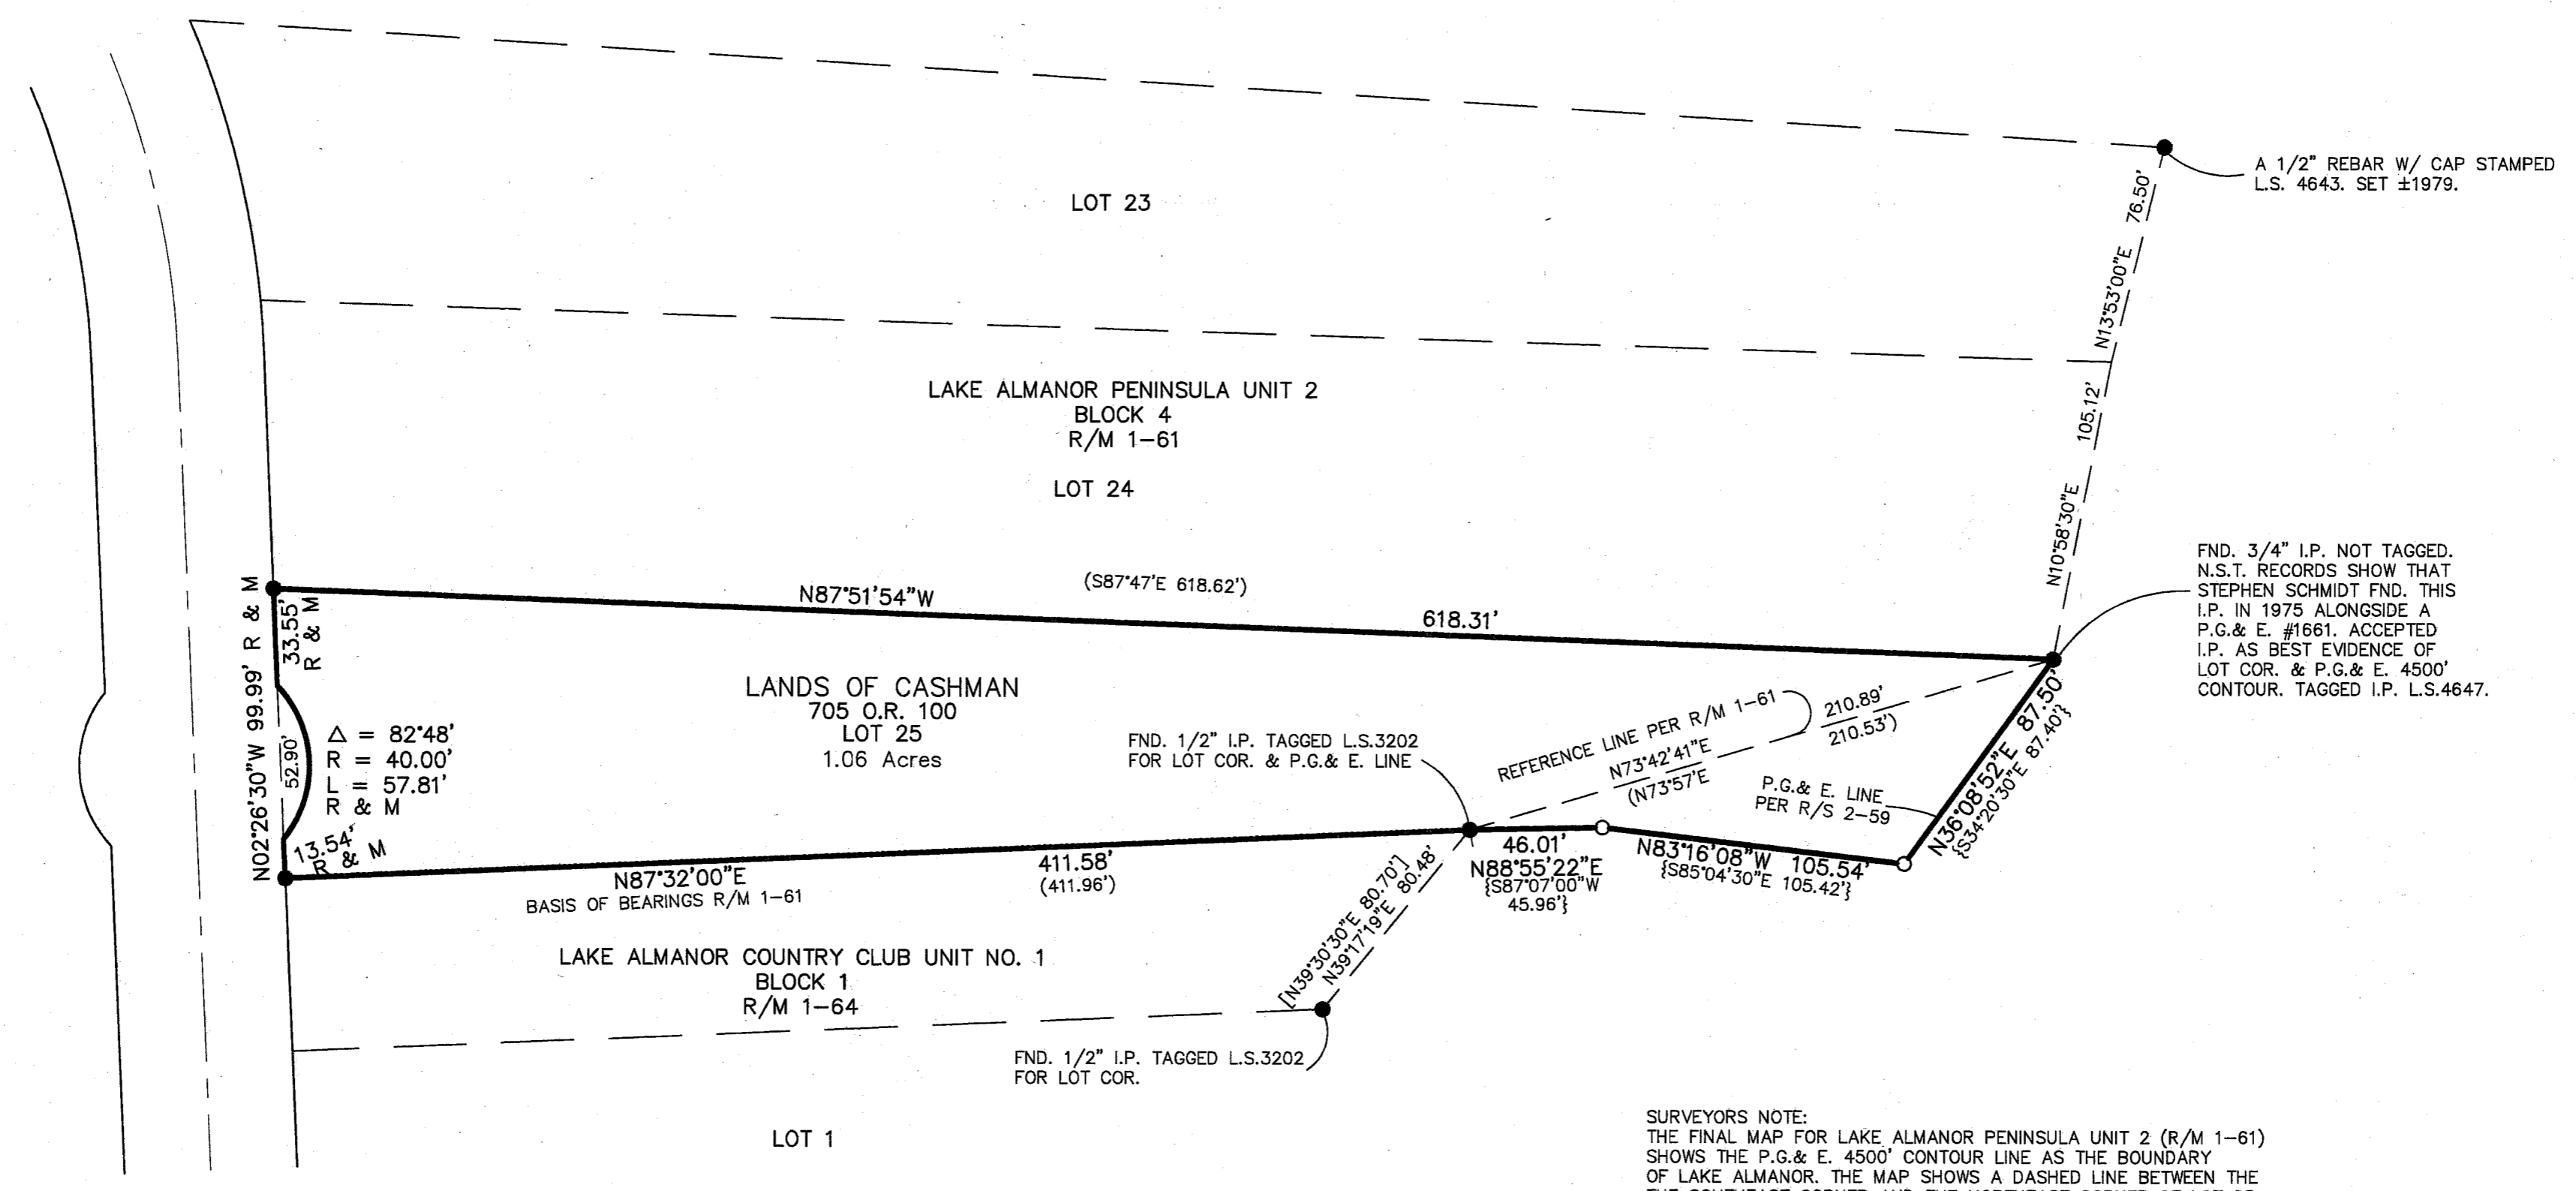 A 1/2" REBAR W/ CAP STAMPED
L.S. 4643. SET ±1979.
76.50'
N13°53'00"E
LOT 23
LAKE ALMANOR PENINSULA UNIT 2
BLOCK 4
R/M 1-61
LOT 24
105.12'
N10°58'30"E
FND. 3/4" I.P. NOT TAGGED.
N.S.T. RECORDS SHOW THAT
STEPHEN SCHMIDT FND. THIS
I.P. IN 1975 ALONGSIDE A
P.G.& E. #1661. ACCEPTED
I.P. AS BEST EVIDENCE OF
LOT COR. & P.G.& E. 4500'
CONTOUR. TAGGED I.P. L.S.4647.
N87°51'54"W
(S87°47'E 618.62')
618.31'
N02°26'30"W 99.99' R & M
33.55'
R & M
52.90'
Δ = 82°48'
R = 40.00'
L = 57.81'
R & M
13.54'
R & M
LANDS OF CASHMAN
705 O.R. 100
LOT 25
1.06 Acres
FND. 1/2" I.P. TAGGED L.S.3202
FOR LOT COR. & P.G.& E. LINE
REFERENCE LINE PER R/M 1-61
N73°42'41"E 210.89'
(N73°57'E 210.53')
P.G.& E. LINE
PER R/S 2-59
N36°08'52"E 87.50'
{S34°20'30"E 87.40'}
N87°32'00"E
411.58'
(411.96')
BASIS OF BEARINGS R/M 1-61
46.01'
N88°55'22"E
{S87°07'00"W
45.96'}
N83°16'08"W 105.54'
{S85°04'30"E 105.42'}
[N39°30'30"E 80.70']
N39°17'19"E 80.48'
LAKE ALMANOR COUNTRY CLUB UNIT NO. 1
BLOCK 1
R/M 1-64
FND. 1/2" I.P. TAGGED L.S.3202
FOR LOT COR.
LOT 1
SURVEYORS NOTE:
THE FINAL MAP FOR LAKE ALMANOR PENINSULA UNIT 2 (R/M 1-61)
SHOWS THE P.G.& E. 4500' CONTOUR LINE AS THE BOUNDARY
OF LAKE ALMANOR. THE MAP SHOWS A DASHED LINE BETWEEN THE